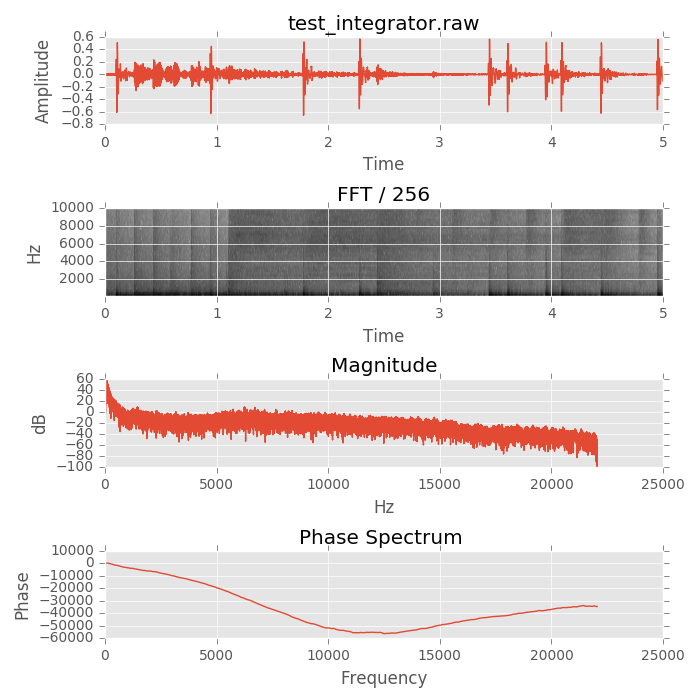 test_integrator.raw
0.6
0.4
0.2
0.0
−0.2
−0.4
−0.6
−0.8
Amplitude
0 1 2 3 4 5
Time
FFT / 256
10000
8000
6000
4000
2000
Hz
0 1 2 3 4 5
Time
Magnitude
60
40
20
0
−20
−40
−60
−80
−100
dB
0 5000 10000 15000 20000 25000
Hz
Phase Spectrum
10000
0
−10000
−20000
−30000
−40000
−50000
−60000
Phase
0 5000 10000 15000 20000 25000
Frequency